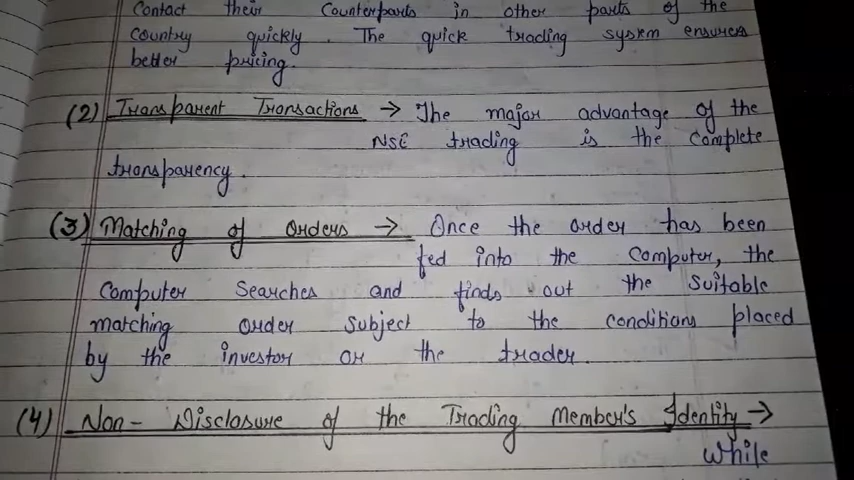 Contact their Counterparts in other parts of the
Country quickly. The quick trading system ensures
better pricing.
(2) Transparent Transactions → The major advantage of the
NSE trading is the Complete
transparency.
(3) Matching of Orders → Once the order has been
fed into the Computer, the
Computer Searches and finds out the Suitable
matching order Subject to the conditions placed
by the investor or the trader.
(4) Non-Disclosure of the Trading Member's Identity →
While